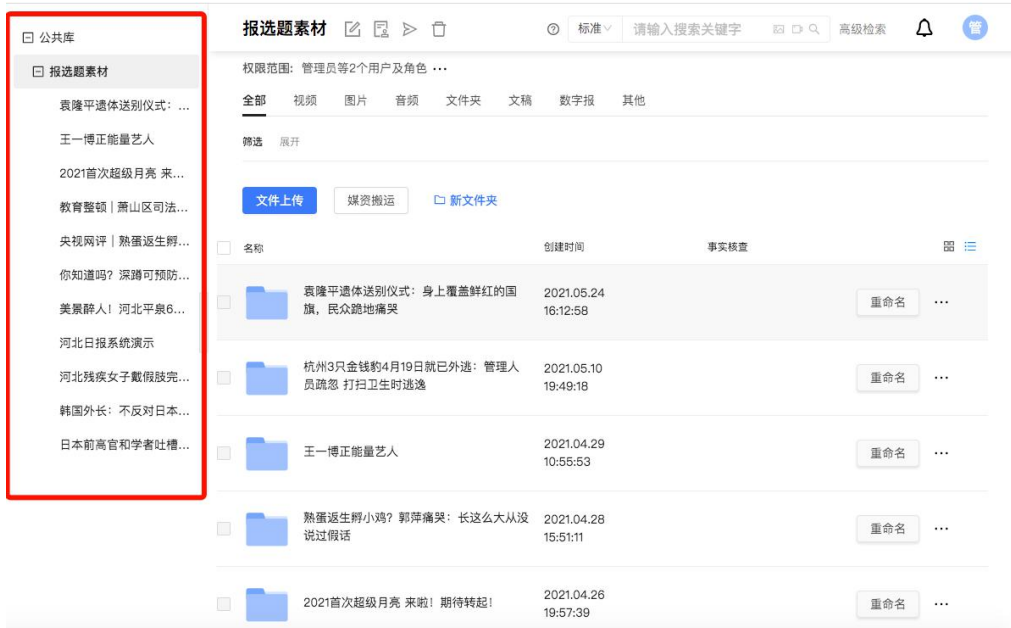 公共库
报选题素材
袁隆平遗体送别仪式：...
王一博正能量艺人
2021首次超级月亮 来...
教育整顿 | 萧山区司法...
央视网评｜熟蛋返生孵...
你知道吗？深蹲可预防...
美景醉人！河北平泉6...
河北日报系统演示
河北残疾女子戴假肢完...
韩国外长：不反对日本...
日本前高官和学者吐槽...
报选题素材
标准
请输入搜索关键字
高级检索
管
权限范围: 管理员等2个用户及角色 ···
全部 视频 图片 音频 文件夹 文稿 数字报 其他
筛选 展开
文件上传 媒资搬运 新文件夹
名称 创建时间 事实核查
袁隆平遗体送别仪式：身上覆盖鲜红的国
旗，民众跪地痛哭
2021.05.24
16:12:58
重命名 ···
杭州3只金钱豹4月19日就已外逃：管理人
员疏忽 打扫卫生时逃逸
2021.05.10
19:49:18
重命名 ···
王一博正能量艺人
2021.04.29
10:55:53
重命名 ···
熟蛋返生孵小鸡？郭萍痛哭：长这么大从没
说过假话
2021.04.28
15:51:11
重命名 ···
2021首次超级月亮 来啦！期待转起！
2021.04.26
19:57:39
重命名 ···